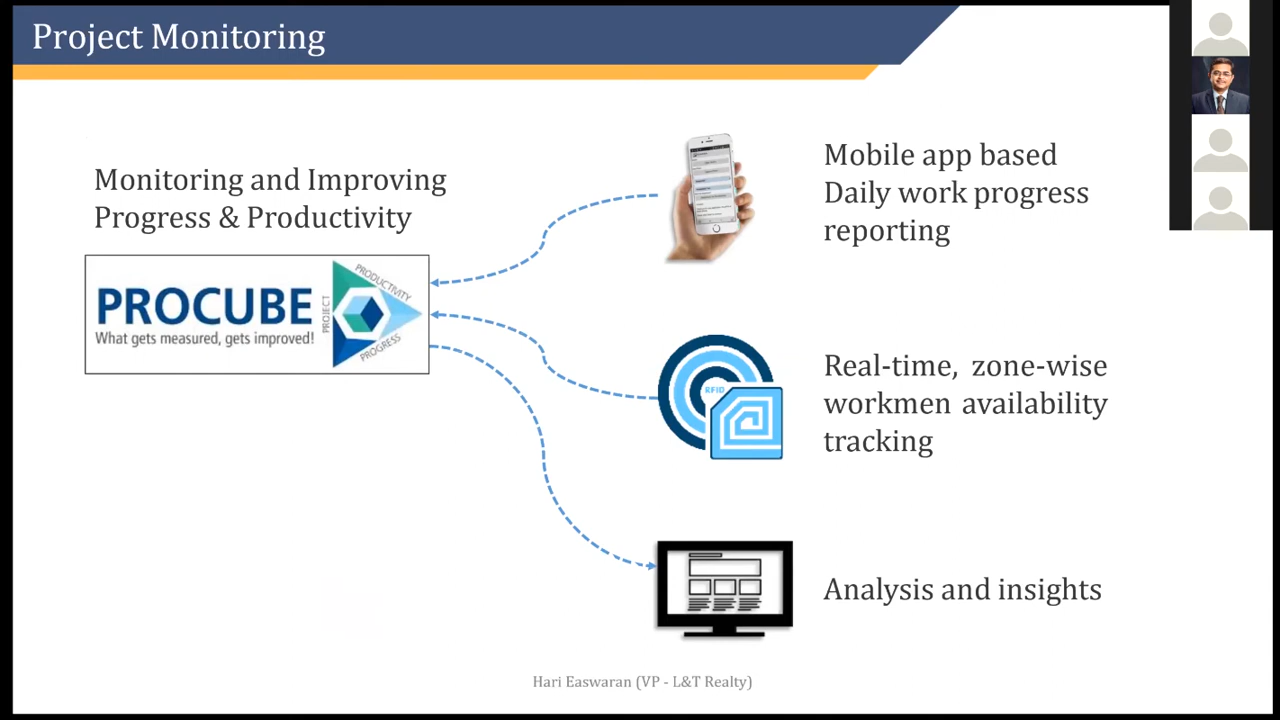 Project Monitoring
Monitoring and Improving
Progress & Productivity
PROCUBE
What gets measured, gets improved!
PROJECT
PRODUCTIVITY
PROGRESS
Mobile app based
Daily work progress
reporting
RFID
Real-time, zone-wise
workmen availability
tracking
Analysis and insights
Hari Easwaran (VP - L&T Realty)